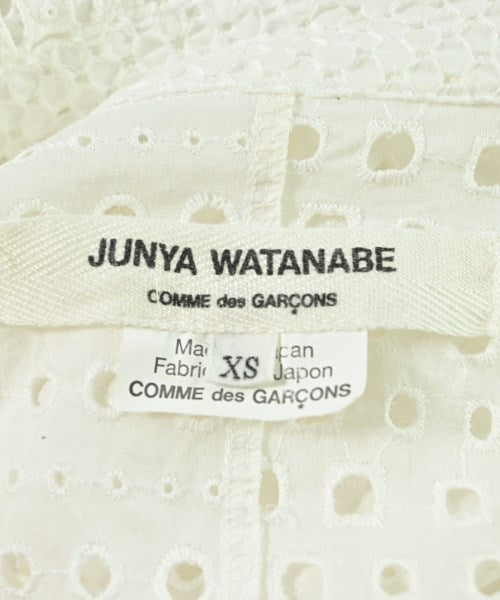 JUNYA WATANABE
COMME des GARÇONS
XS
Japon
COMME des GARÇONS